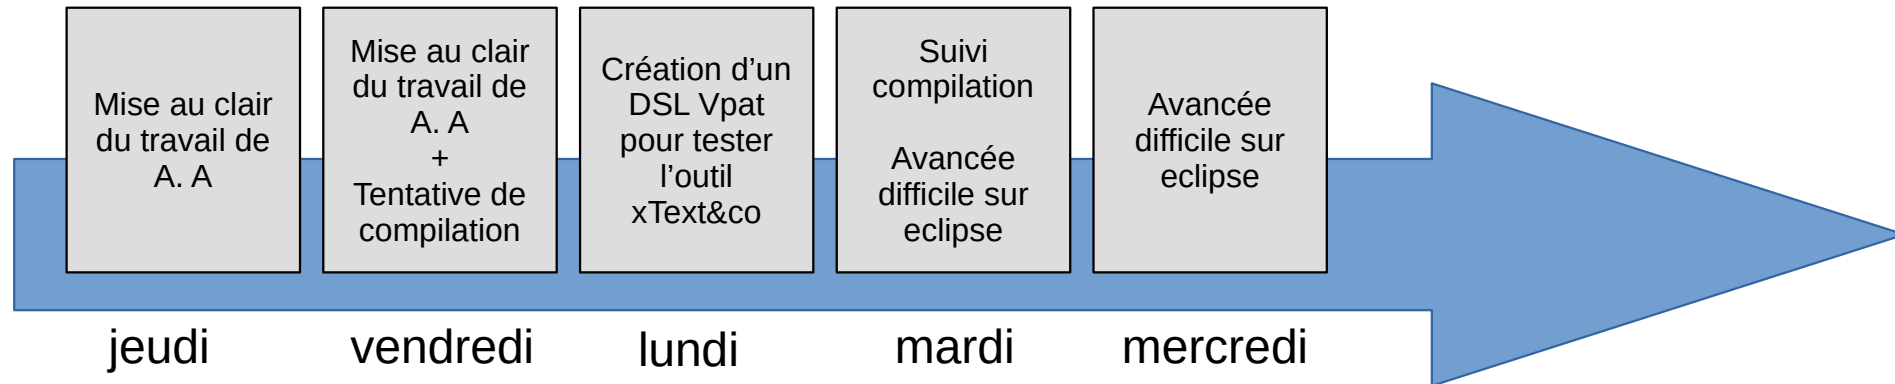 Mise au clair
du travail de
A. A
Mise au clair
du travail de
A. A
+
Tentative de
compilation
Création d’un
DSL Vpat
pour tester
l’outil
xText&co
Suivi
compilation
Avancée
difficile sur
eclipse
Avancée
difficile sur
eclipse
jeudi
vendredi
lundi
mardi
mercredi